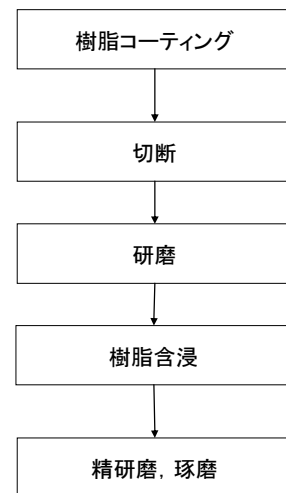 樹脂コーティング
切断
研磨
樹脂含浸
精研磨, 琢磨